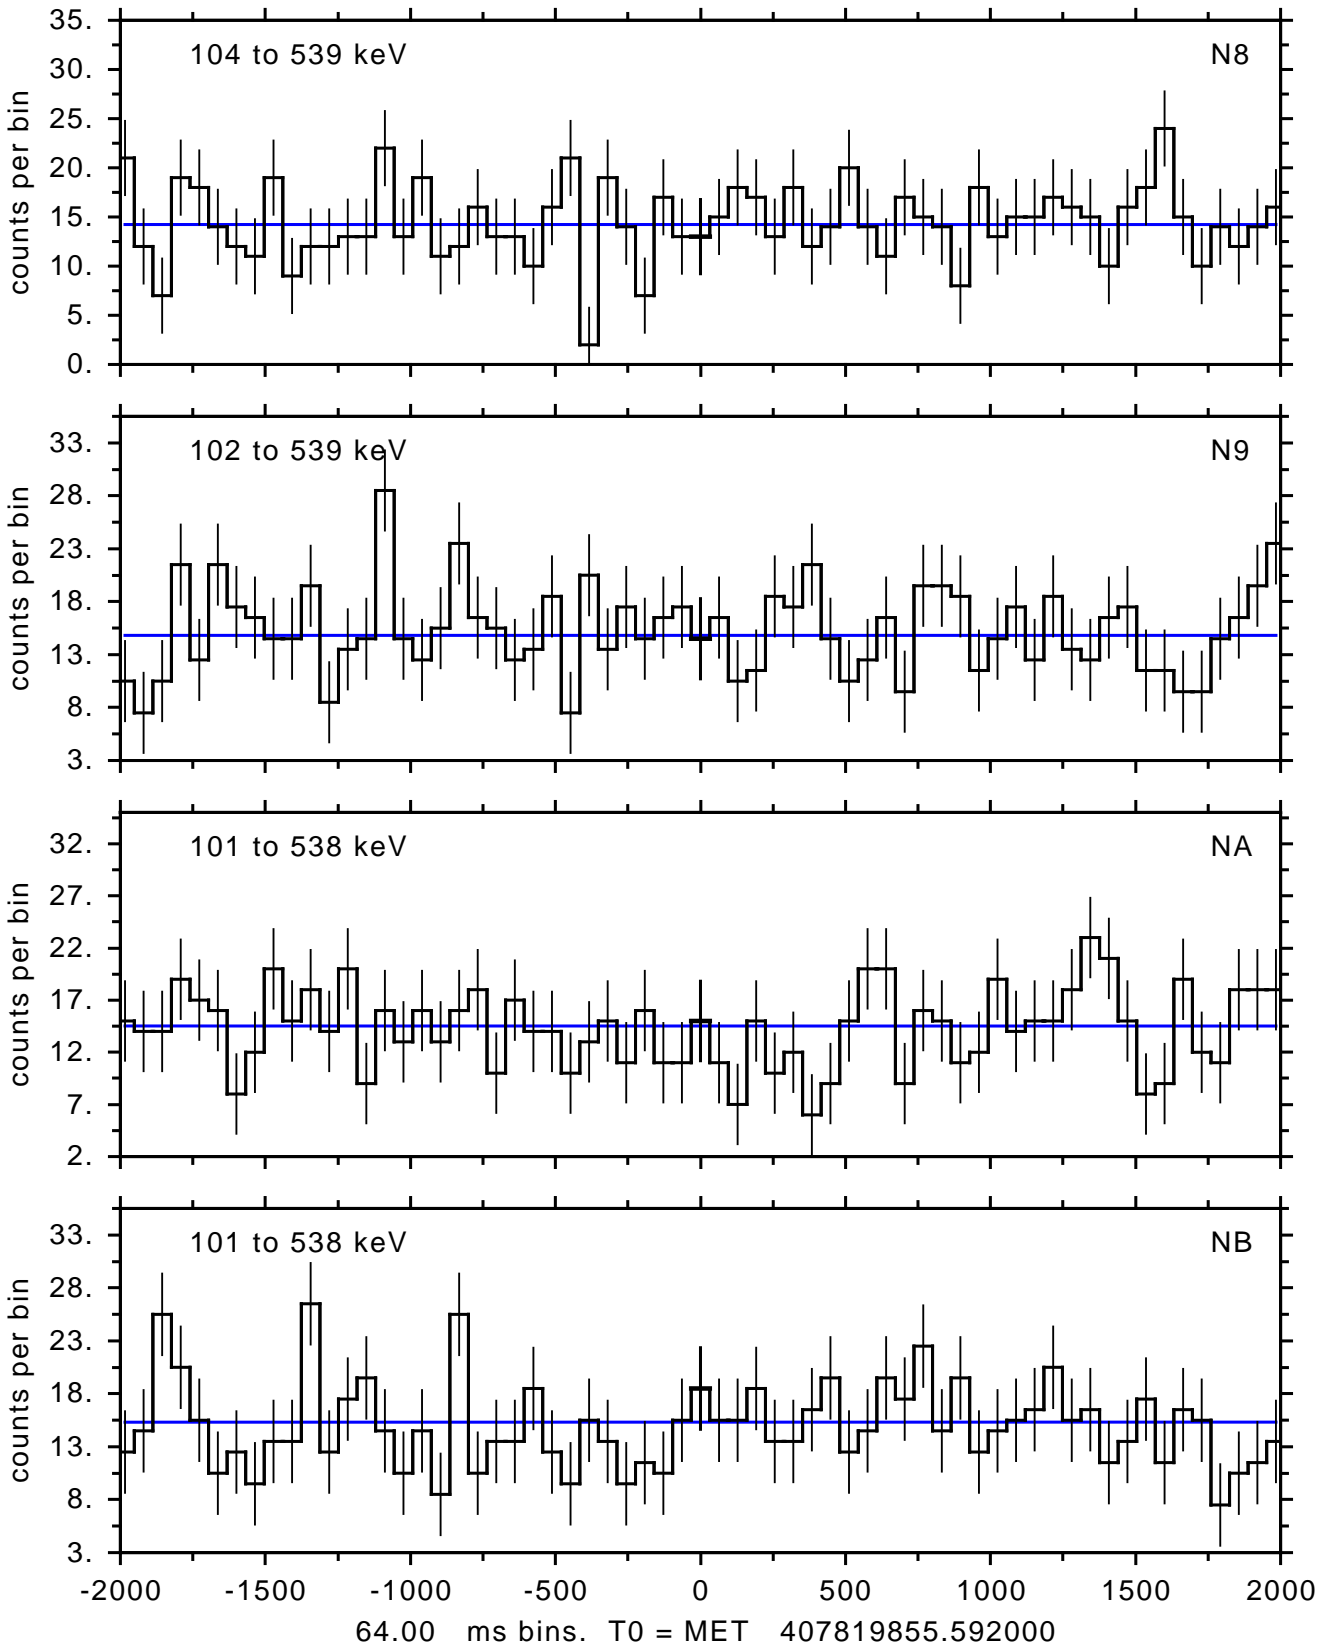 35.
104 to 539 keV N8
30.
25.
20.
15.
10.
5.
0.
counts per bin
102 to 539 keV N9
33.
28.
23.
18.
13.
8.
3.
counts per bin
101 to 538 keV NA
32.
27.
22.
17.
12.
7.
2.
counts per bin
101 to 538 keV NB
33.
28.
23.
18.
13.
8.
3.
counts per bin
-2000 -1500 -1000 -500 0 500 1000 1500 2000
64.00 ms bins. T0 = MET 407819855.592000